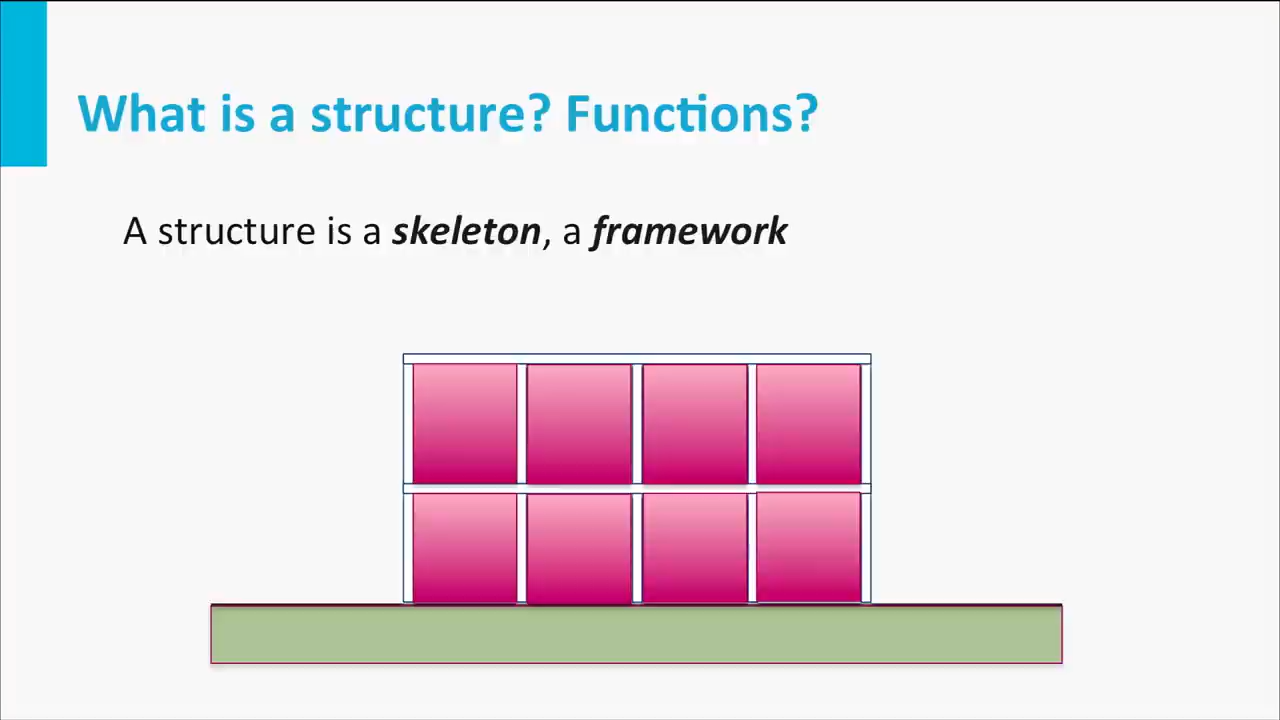 What is a structure? Functions?
A structure is a skeleton, a framework